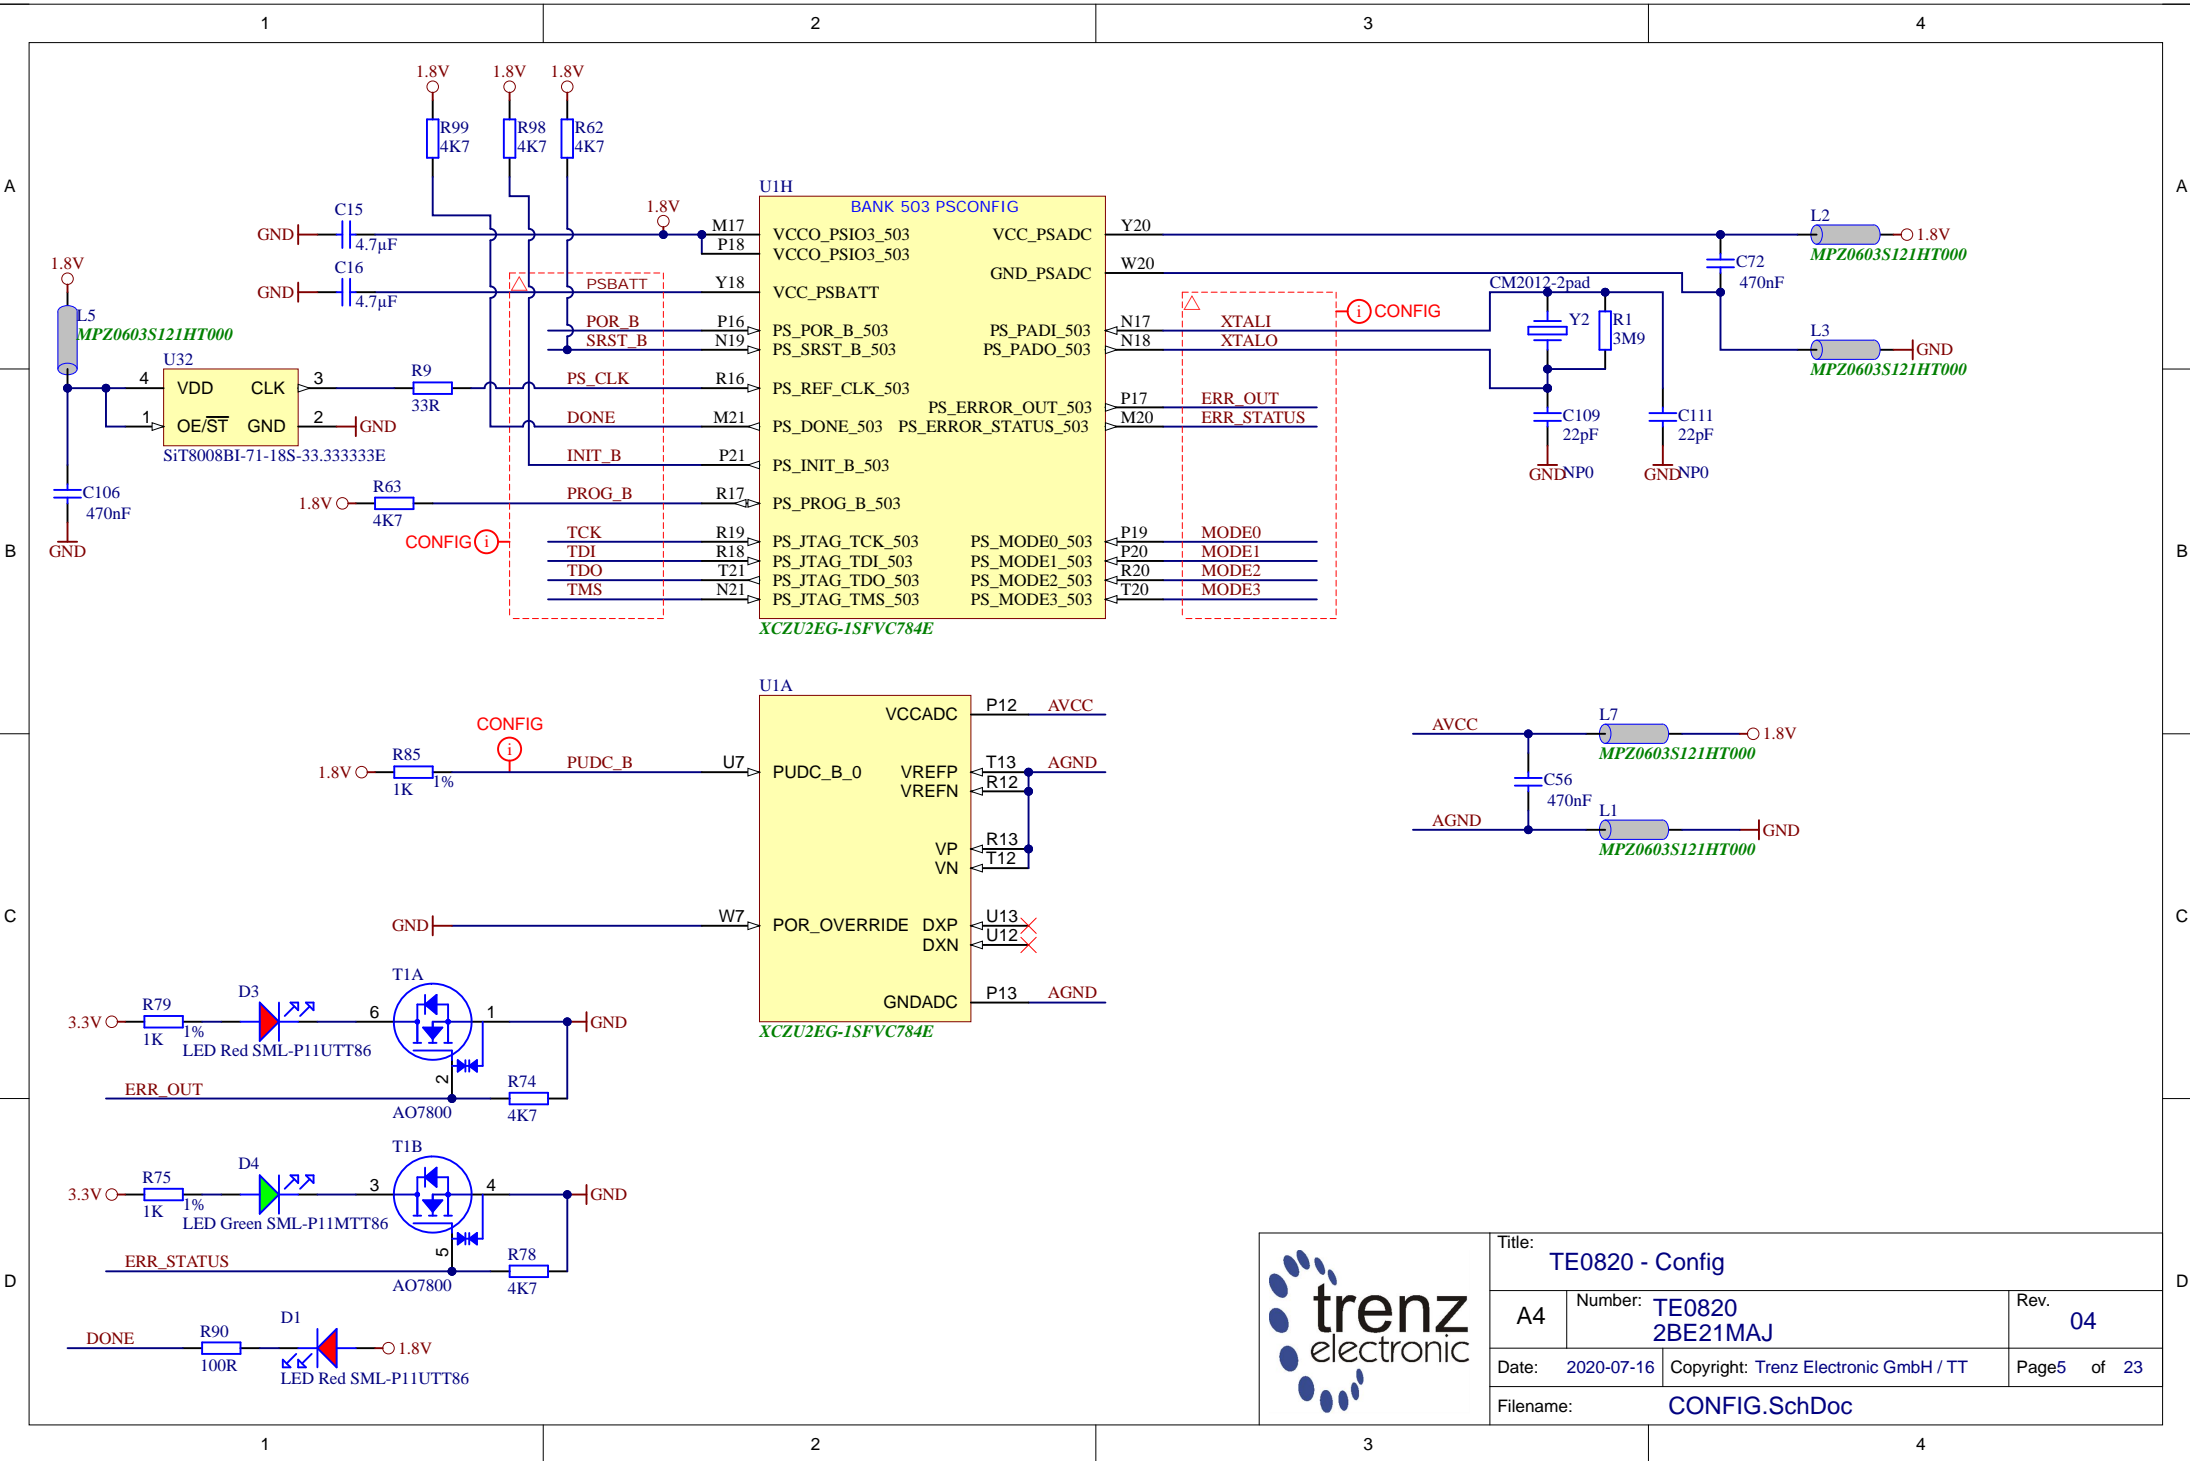 1 2 3 4
1.8V 1.8V 1.8V
R99 R98 R62
4K7 4K7 4K7
A A
U1H
BANK 503 PSCONFIG
C15 1.8V
GND 4.7µF
M17 VCCO_PSIO3_503 VCC_PSADC Y20
P18 VCCO_PSIO3_503
GND_PSADC W20
L2
1.8V
MPZ0603S121HT000
C72
470nF
L3
GND
MPZ0603S121HT000
1.8V
C16
GND 4.7µF
PSBATT Y18 VCC_PSBATT
L5
MPZ0603S121HT000
POR_B P16 PS_POR_B_503 PS_PADI_503 N17 XTALI
SRST_B N19 PS_SRST_B_503 PS_PADO_503 N18 XTALO
CONFIG
CM2012-2pad
Y2 R1
3M9
U32
4 VDD CLK 3
1 OE/ST GND 2 GND
SiT8008BI-71-18S-33.333333E
R9
33R
PS_CLK R16 PS_REF_CLK_503
PS_ERROR_OUT_503 P17 ERR_OUT
DONE M21 PS_DONE_503 PS_ERROR_STATUS_503 M20 ERR_STATUS
C109 C111
22pF 22pF
GND NP0 GND NP0
INIT_B P21 PS_INIT_B_503
C106
470nF
GND
R63
1.8V 4K7
PROG_B R17 PS_PROG_B_503
CONFIG
B B
TCK R19 PS_JTAG_TCK_503 PS_MODE0_503 P19 MODE0
TDI R18 PS_JTAG_TDI_503 PS_MODE1_503 P20 MODE1
TDO T21 PS_JTAG_TDO_503 PS_MODE2_503 R20 MODE2
TMS N21 PS_JTAG_TMS_503 PS_MODE3_503 T20 MODE3
XCZU2EG-1SFVC784E
U1A
VCCADC P12 AVCC
CONFIG
R85
1.8V 1K 1%
PUDC_B U7 PUDC_B_0 VREFP T13 AGND
VREFN R12
VP R13
VN T12
GND W7 POR_OVERRIDE DXP U13
DXN U12
GNDADC P13 AGND
XCZU2EG-1SFVC784E
AVCC L7 1.8V
MPZ0603S121HT000
C56
470nF
AGND L1 GND
MPZ0603S121HT000
C C
T1A
R79 D3
3.3V 1K 1% 6 1 GND
LED Red SML-P11UTT86
2 R74
ERR_OUT 4K7
AO7800
T1B
R75 D4
3.3V 1K 1% 3 4 GND
LED Green SML-P11MTT86
5 R78
ERR_STATUS 4K7
AO7800
D D
DONE R90 D1 1.8V
100R
LED Red SML-P11UTT86
trenz
electronic
Title:
TE0820 - Config
A4 Number: TE0820 Rev.
2BE21MAJ 04
Date: 2020-07-16 Copyright: Trenz Electronic GmbH / TT Page5 of 23
Filename: CONFIG.SchDoc
1 2 3 4